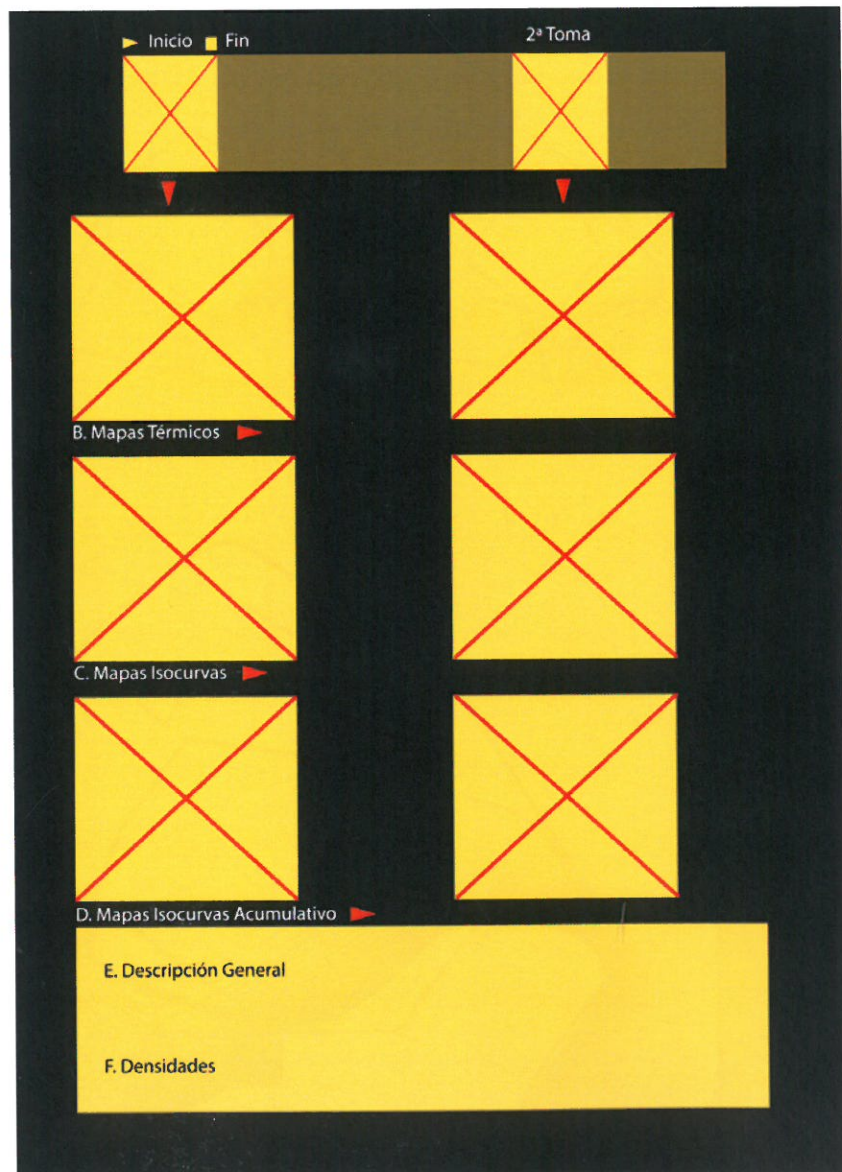 Inicio Fin
2ª Toma
B. Mapas Térmicos
C. Mapas Isocurvas
D. Mapas Isocurvas Acumulativo
E. Descripción General
F. Densidades